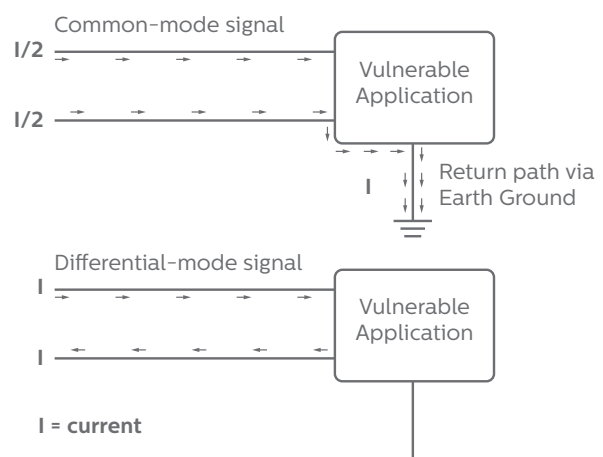 Common-mode signal
I/2
I/2
Vulnerable
Application
I
Return path via
Earth Ground
Differential-mode signal
I
I
Vulnerable
Application
I = current